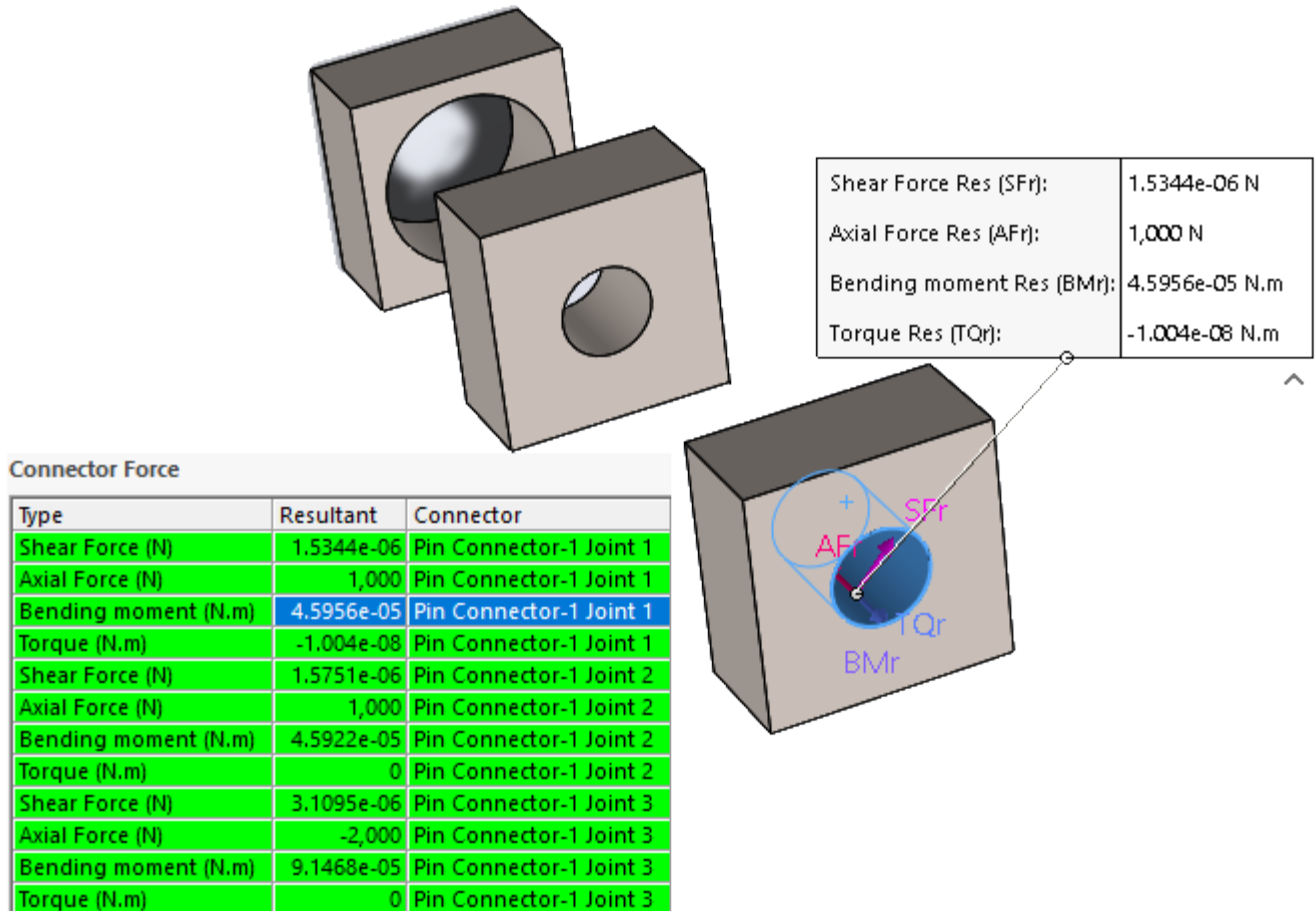 Shear Force Res (SFr): 1.5344e-06 N
Axial Force Res (AFr): 1,000 N
Bending moment Res (BMr): 4.5956e-05 N.m
Torque Res (TQr): -1.004e-08 N.m
SFr
AFr
TQr
BMr
Connector Force
Type Resultant Connector
Shear Force (N) 1.5344e-06 Pin Connector-1 Joint 1
Axial Force (N) 1,000 Pin Connector-1 Joint 1
Bending moment (N.m) 4.5956e-05 Pin Connector-1 Joint 1
Torque (N.m) -1.004e-08 Pin Connector-1 Joint 1
Shear Force (N) 1.5751e-06 Pin Connector-1 Joint 2
Axial Force (N) 1,000 Pin Connector-1 Joint 2
Bending moment (N.m) 4.5922e-05 Pin Connector-1 Joint 2
Torque (N.m) 0 Pin Connector-1 Joint 2
Shear Force (N) 3.1095e-06 Pin Connector-1 Joint 3
Axial Force (N) -2,000 Pin Connector-1 Joint 3
Bending moment (N.m) 9.1468e-05 Pin Connector-1 Joint 3
Torque (N.m) 0 Pin Connector-1 Joint 3